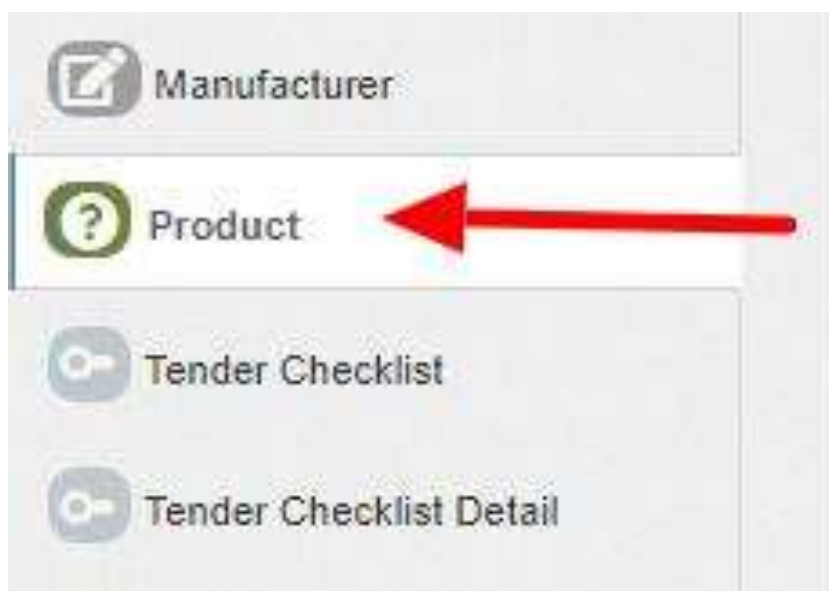 Manufacturer
? Product
Tender Checklist
Tender Checklist Detail